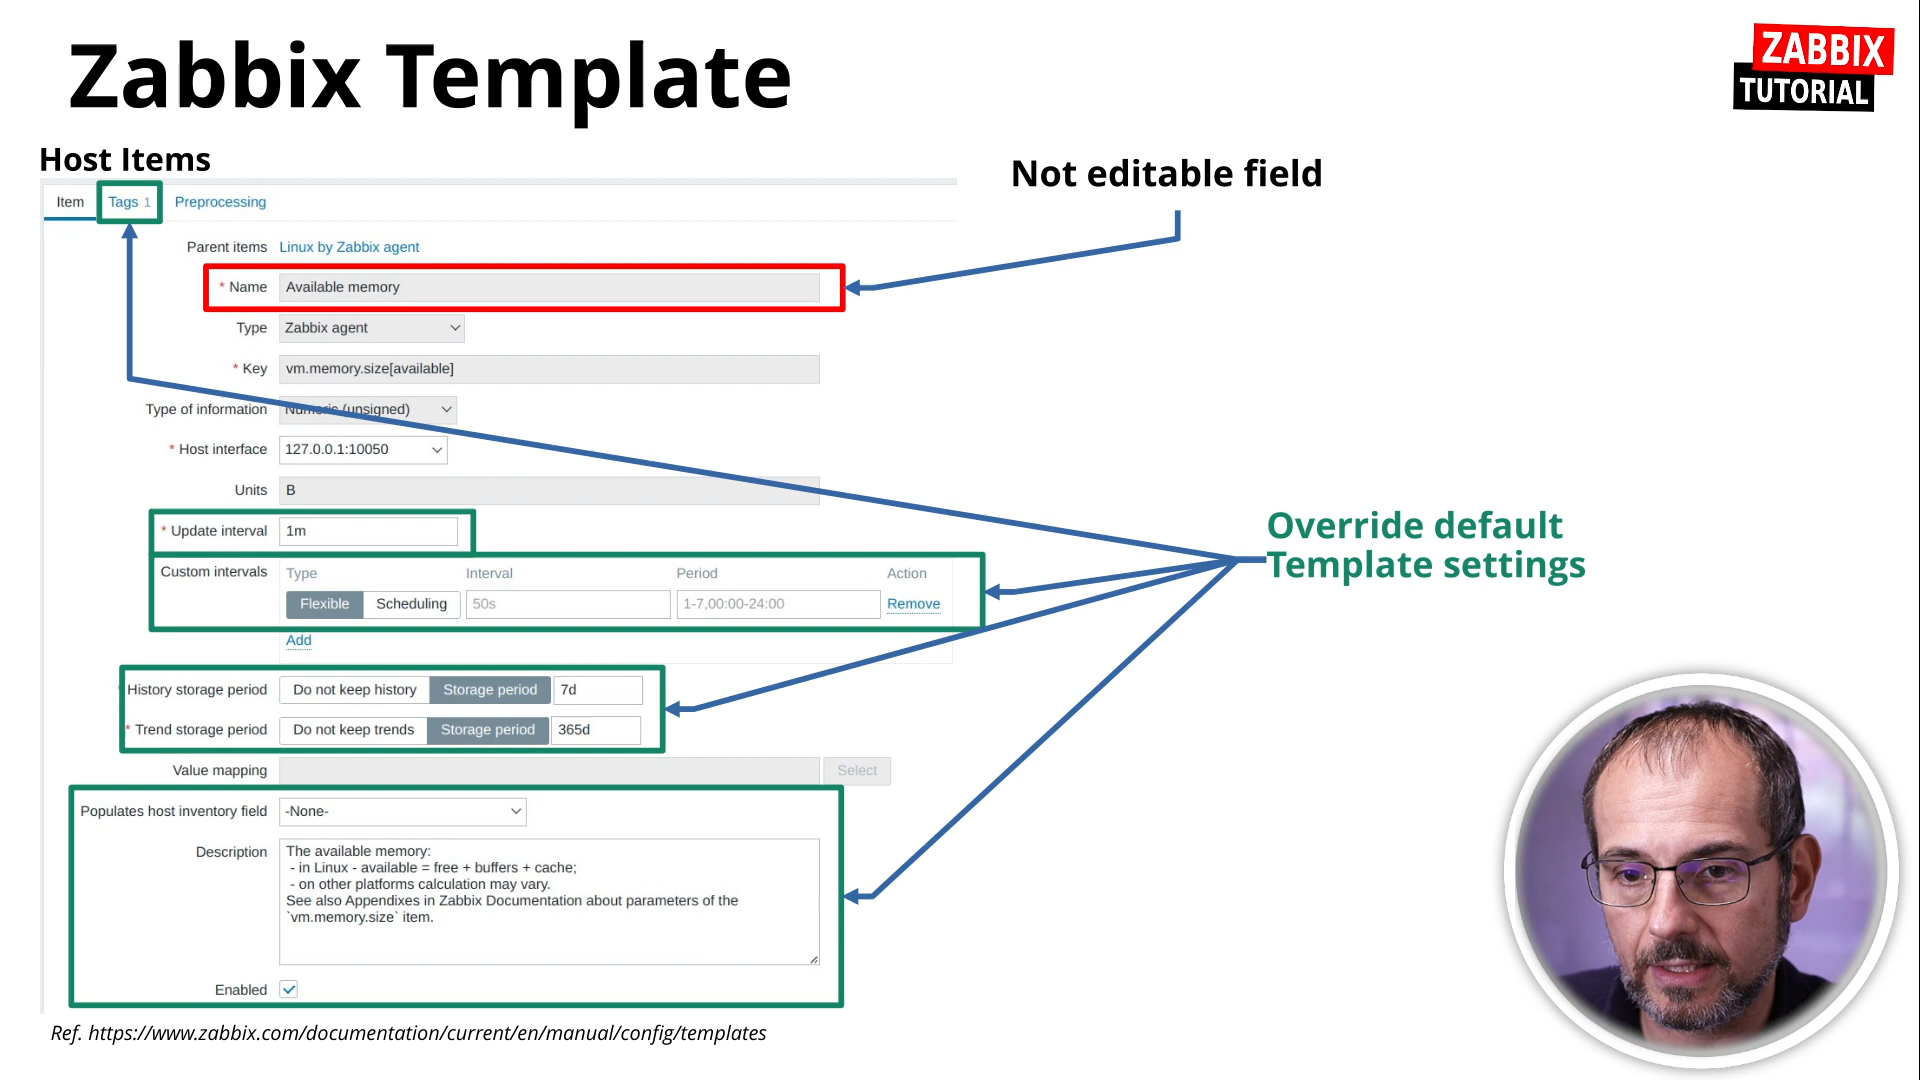 Zabbix Template
ZABBIX
TUTORIAL
Host Items
Not editable field
Item Tags 1 Preprocessing
Parent items Linux by Zabbix agent
* Name Available memory
Type Zabbix agent
* Key vm.memory.size[available]
Type of information Numeric (unsigned)
* Host interface 127.0.0.1:10050
Units B
* Update interval 1m
Override default
Template settings
Custom intervals Type Interval Period Action
Flexible Scheduling 50s 1-7,00:00-24:00 Remove
Add
* History storage period Do not keep history Storage period 7d
* Trend storage period Do not keep trends Storage period 365d
Value mapping Select
Populates host inventory field -None-
Description The available memory:
- in Linux - available = free + buffers + cache;
- on other platforms calculation may vary.
See also Appendixes in Zabbix Documentation about parameters of the
`vm.memory.size` item.
Enabled
Ref. https://www.zabbix.com/documentation/current/en/manual/config/templates